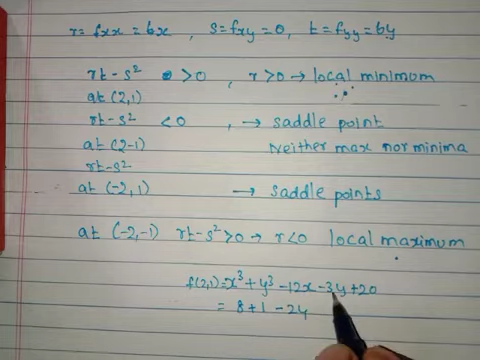 r = fxx = 6x , s = fxy = 0 , t = fyy = 6y
rt - s² > 0 , r > 0 → local minimum
at (2,1)
rt - s² < 0 , → saddle point
at (2-1) Neither max nor minima
rt - s²
at (-2,1) → saddle points
at (-2,-1) rt - s² > 0 → r < 0 local maximum
f(2,1) = x³ + y³ - 12x - 3y + 20
= 8 + 1 - 24